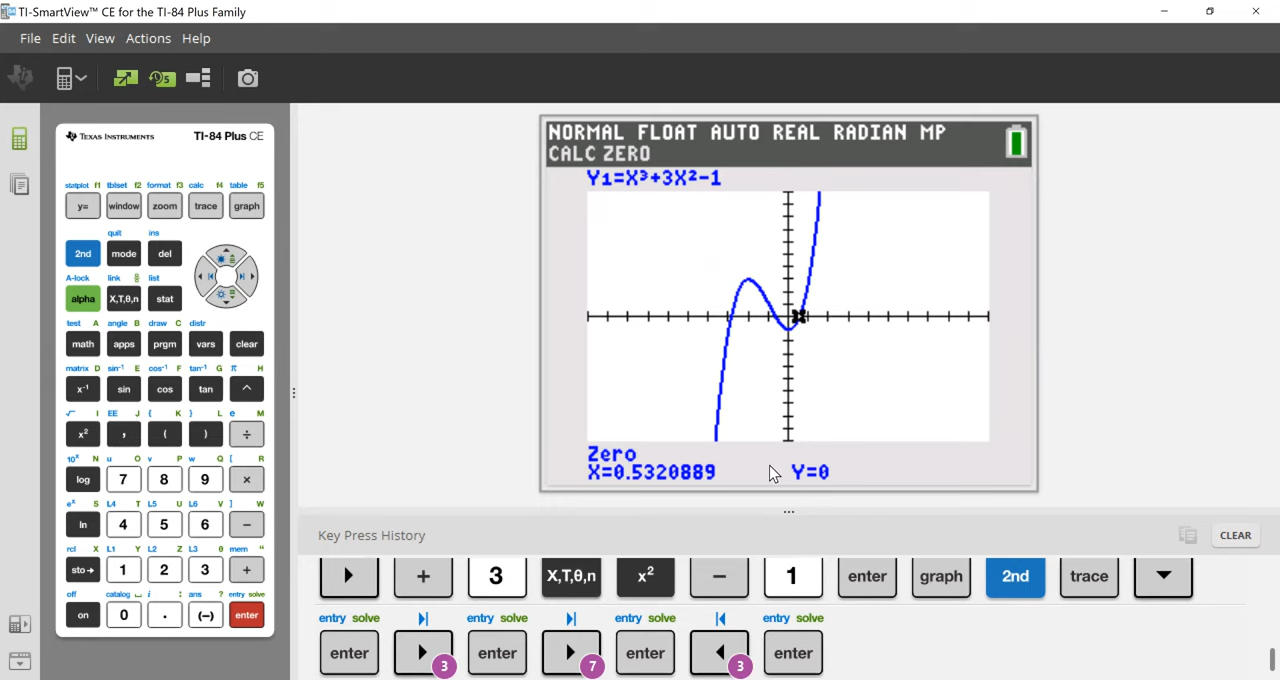 TI-SmartView™ CE for the TI-84 Plus Family
File Edit View Actions Help
TEXAS INSTRUMENTS TI-84 Plus CE
statplot f1 tblset f2 format f3 calc f4 table f5
y= window zoom trace graph
quit ins
2nd mode del
A-lock link list
alpha X,T,θ,n stat
test A angle B draw C distr
math apps prgm vars clear
matrix D sin⁻¹ E cos⁻¹ F tan⁻¹ G π H
x⁻¹ sin cos tan ^
√ I EE J { K } L e M
x² , ( ) ÷
10ˣ N u O v P w Q [ R
log 7 8 9 ×
eˣ S L4 T L5 U L6 V ] W
ln 4 5 6 −
rcl X L1 Y L2 Z L3 θ mem "
sto→ 1 2 3 +
off catalog i : ans ? entry solve
on 0 . (−) enter
NORMAL FLOAT AUTO REAL RADIAN MP
CALC ZERO
Y1=X³+3X²-1
Zero
X=0.5320889 Y=0
Key Press History CLEAR
+ 3 X,T,θ,n x² − 1 enter graph 2nd trace
entry solve entry solve entry solve entry solve
enter 3 enter 7 enter 3 enter